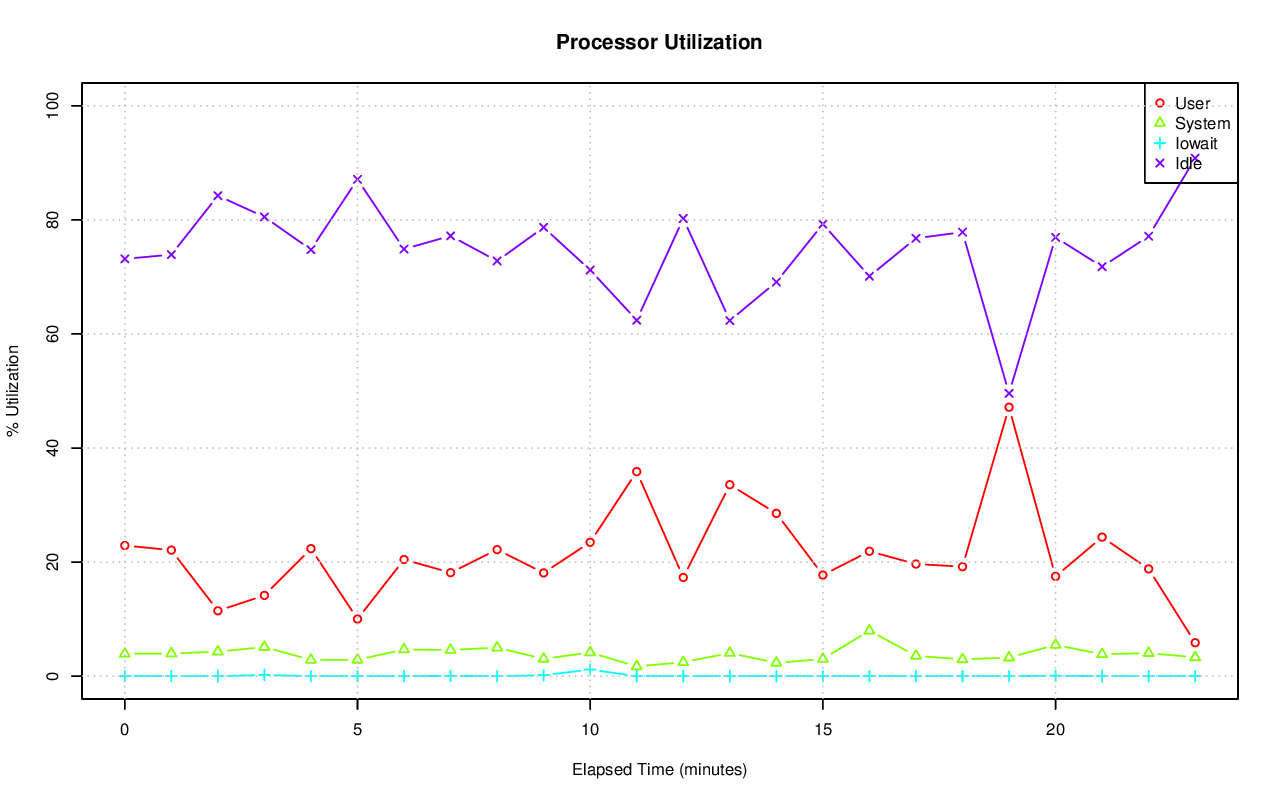 Processor Utilization
100
80
60
40
20
0
% Utilization
User
System
Iowait
Idle
0 5 10 15 20
Elapsed Time (minutes)